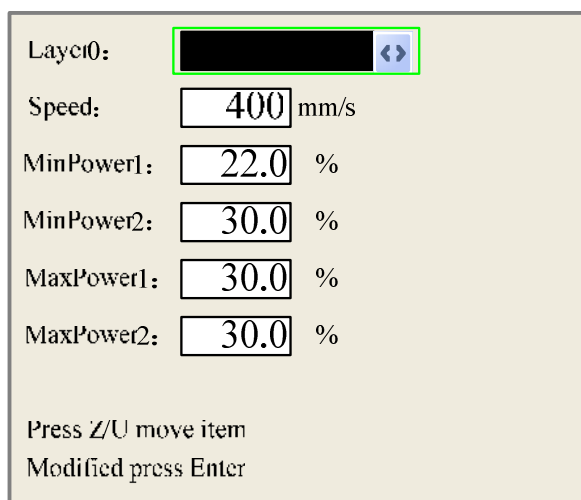 Layer0:
Speed: 400 mm/s
MinPower1: 22.0 %
MinPower2: 30.0 %
MaxPower1: 30.0 %
MaxPower2: 30.0 %
Press Z/U move item
Modified press Enter